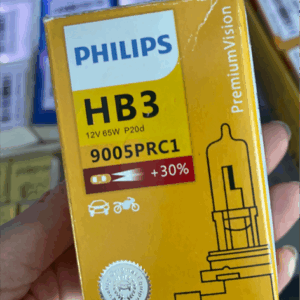 PHILIPS
HB3
12V 65W P20d
9005PRC1
+30%
PremiumVision